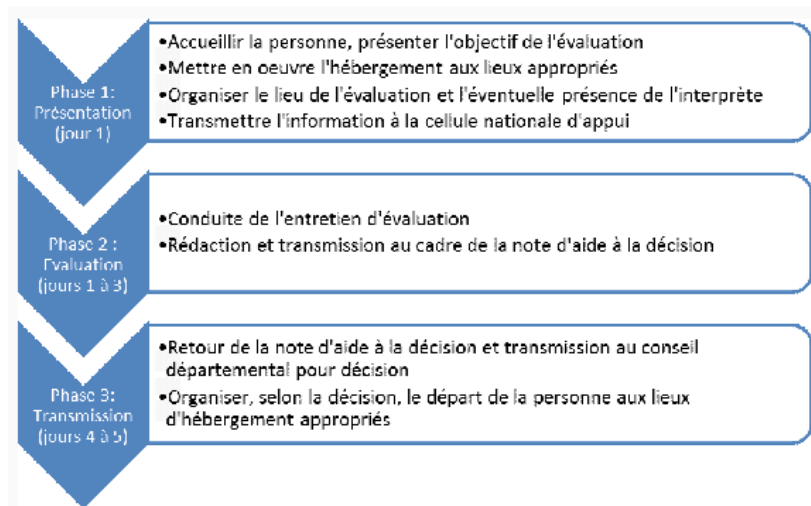 Phase 1:
Présentation
(jour 1)
•Accueillir la personne, présenter l'objectif de l'évaluation
•Mettre en oeuvre l'hébergement aux lieux appropriés
•Organiser le lieu de l'évaluation et l'éventuelle présence de l'interprète
•Transmettre l'information à la cellule nationale d'appui
Phase 2 :
Evaluation
(jours 1 à 3)
•Conduite de l'entretien d'évaluation
•Rédaction et transmission au cadre de la note d'aide à la décision
Phase 3:
Transmission
(jours 4 à 5)
•Retour de la note d'aide à la décision et transmission au conseil
départemental pour décision
•Organiser, selon la décision, le départ de la personne aux lieux
d'hébergement appropriés